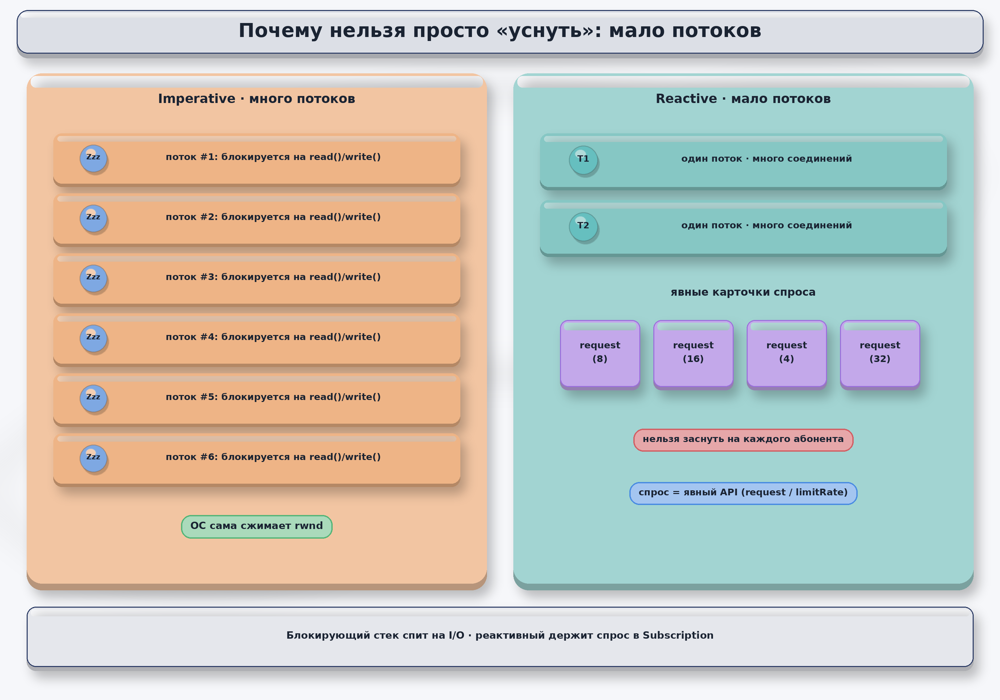 Почему нельзя просто «уснуть»: мало потоков
Imperative · много потоков
Zzz
поток #1: блокируется на read()/write()
Zzz
поток #2: блокируется на read()/write()
Zzz
поток #3: блокируется на read()/write()
Zzz
поток #4: блокируется на read()/write()
Zzz
поток #5: блокируется на read()/write()
Zzz
поток #6: блокируется на read()/write()
ОС сама сжимает rwnd
Reactive · мало потоков
T1
один поток · много соединений
T2
один поток · много соединений
явные карточки спроса
request
(8)
request
(16)
request
(4)
request
(32)
нельзя заснуть на каждого абонента
спрос = явный API (request / limitRate)
Блокирующий стек спит на I/O · реактивный держит спрос в Subscription